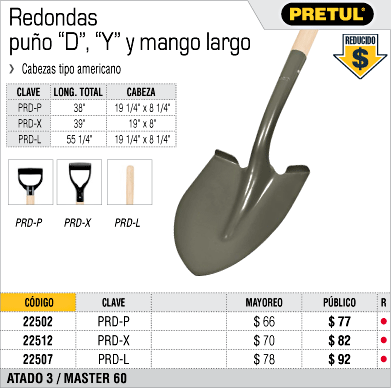 Redondas
puño “D”, “Y” y mango largo
PRETUL®
REDUCIDO
$
❯ Cabezas tipo americano
CLAVE LONG. TOTAL CABEZA
PRD-P 38" 19 1/4" x 8 1/4"
PRD-X 39" 19" x 8"
PRD-L 55 1/4" 19 1/4" x 8 1/4"
PRD-P PRD-X PRD-L
CÓDIGO CLAVE MAYOREO PÚBLICO R
22502 PRD-P $ 66 $ 77 •
22512 PRD-X $ 70 $ 82 •
22507 PRD-L $ 78 $ 92 •
ATADO 3 / MASTER 60